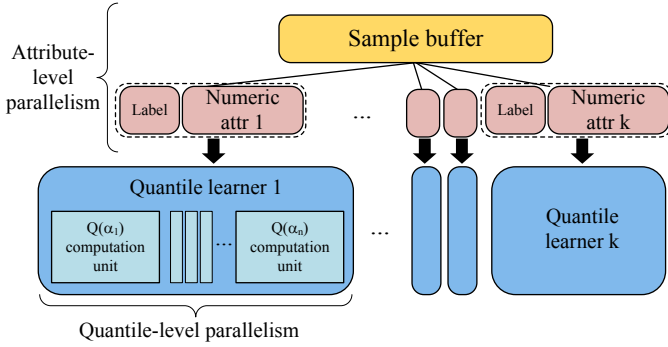 Attribute-
level
parallelism
Sample buffer
Label
Numeric
attr 1
...
Label
Numeric
attr k
Quantile learner 1
Q(α₁)
computation
unit
...
Q(αₙ)
computation
unit
...
Quantile
learner k
Quantile-level parallelism